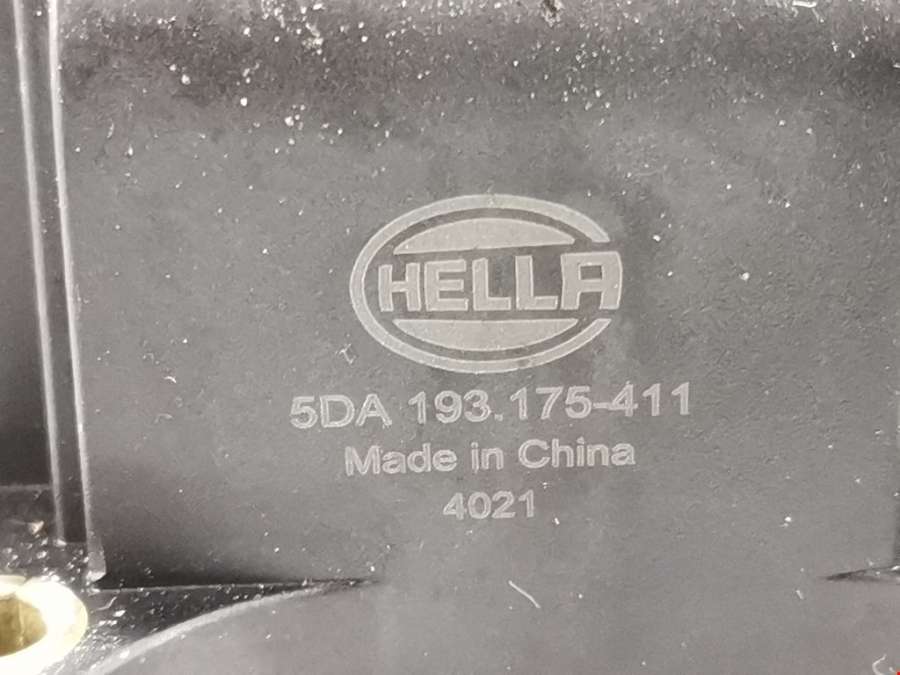 HELLA
5DA 193.175-411
Made in China
4021